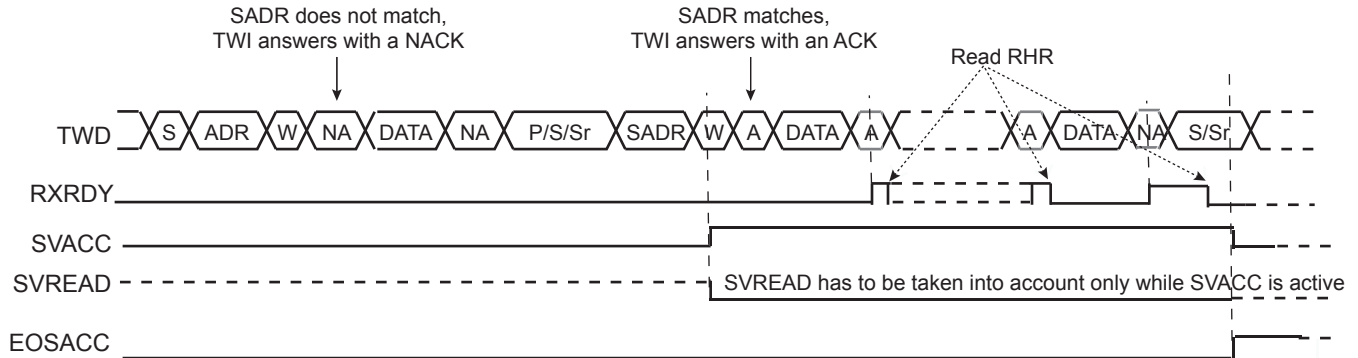 SADR does not match,
TWI answers with a NACK
SADR matches,
TWI answers with an ACK
Read RHR
TWD S ADR W NA DATA NA P/S/Sr SADR W A DATA A A DATA NA S/Sr
RXRDY
SVACC
SVREAD SVREAD has to be taken into account only while SVACC is active
EOSACC